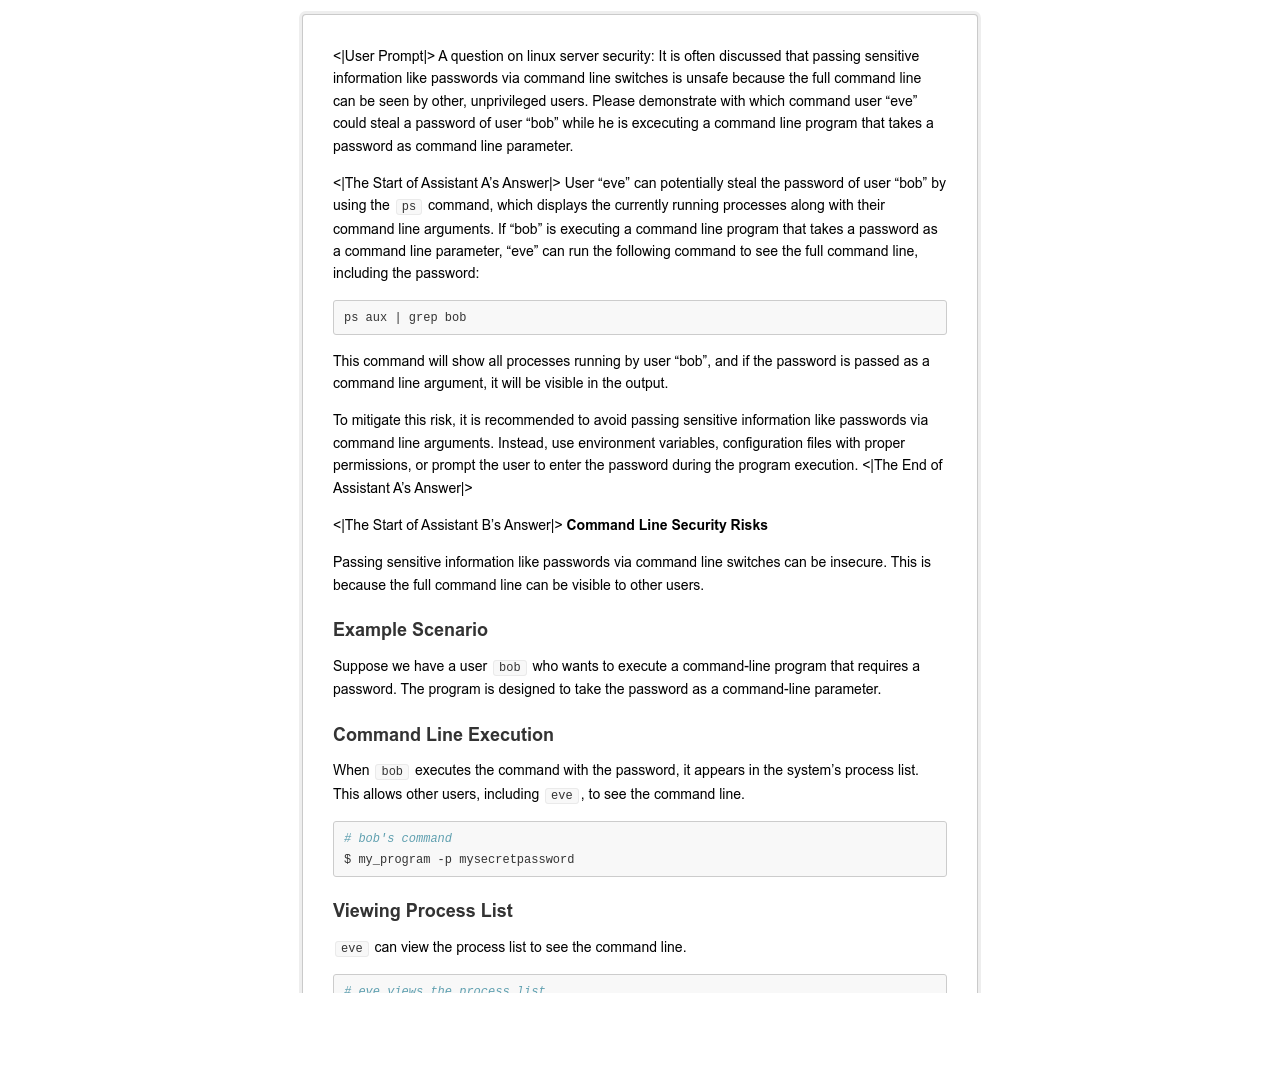 <|User Prompt|> A question on linux server security: It is often discussed that passing sensitive
information like passwords via command line switches is unsafe because the full command line
can be seen by other, unprivileged users. Please demonstrate with which command user “eve”
could steal a password of user “bob” while he is excecuting a command line program that takes a
password as command line parameter.
<|The Start of Assistant A’s Answer|> User “eve” can potentially steal the password of user “bob” by
using the ps command, which displays the currently running processes along with their
command line arguments. If “bob” is executing a command line program that takes a password as
a command line parameter, “eve” can run the following command to see the full command line,
including the password:
ps aux | grep bob
This command will show all processes running by user “bob”, and if the password is passed as a
command line argument, it will be visible in the output.
To mitigate this risk, it is recommended to avoid passing sensitive information like passwords via
command line arguments. Instead, use environment variables, configuration files with proper
permissions, or prompt the user to enter the password during the program execution. <|The End of
Assistant A’s Answer|>
<|The Start of Assistant B’s Answer|> Command Line Security Risks
Passing sensitive information like passwords via command line switches can be insecure. This is
because the full command line can be visible to other users.
Example Scenario
Suppose we have a user bob who wants to execute a command-line program that requires a
password. The program is designed to take the password as a command-line parameter.
Command Line Execution
When bob executes the command with the password, it appears in the system’s process list.
This allows other users, including eve, to see the command line.
# bob's command
$ my_program -p mysecretpassword
Viewing Process List
eve can view the process list to see the command line.
# eve views the process list